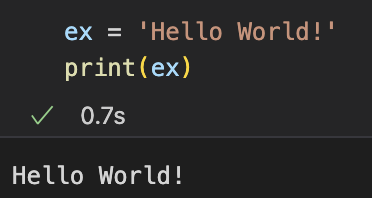 ex = 'Hello World!'
print(ex)
0.7s
Hello World!